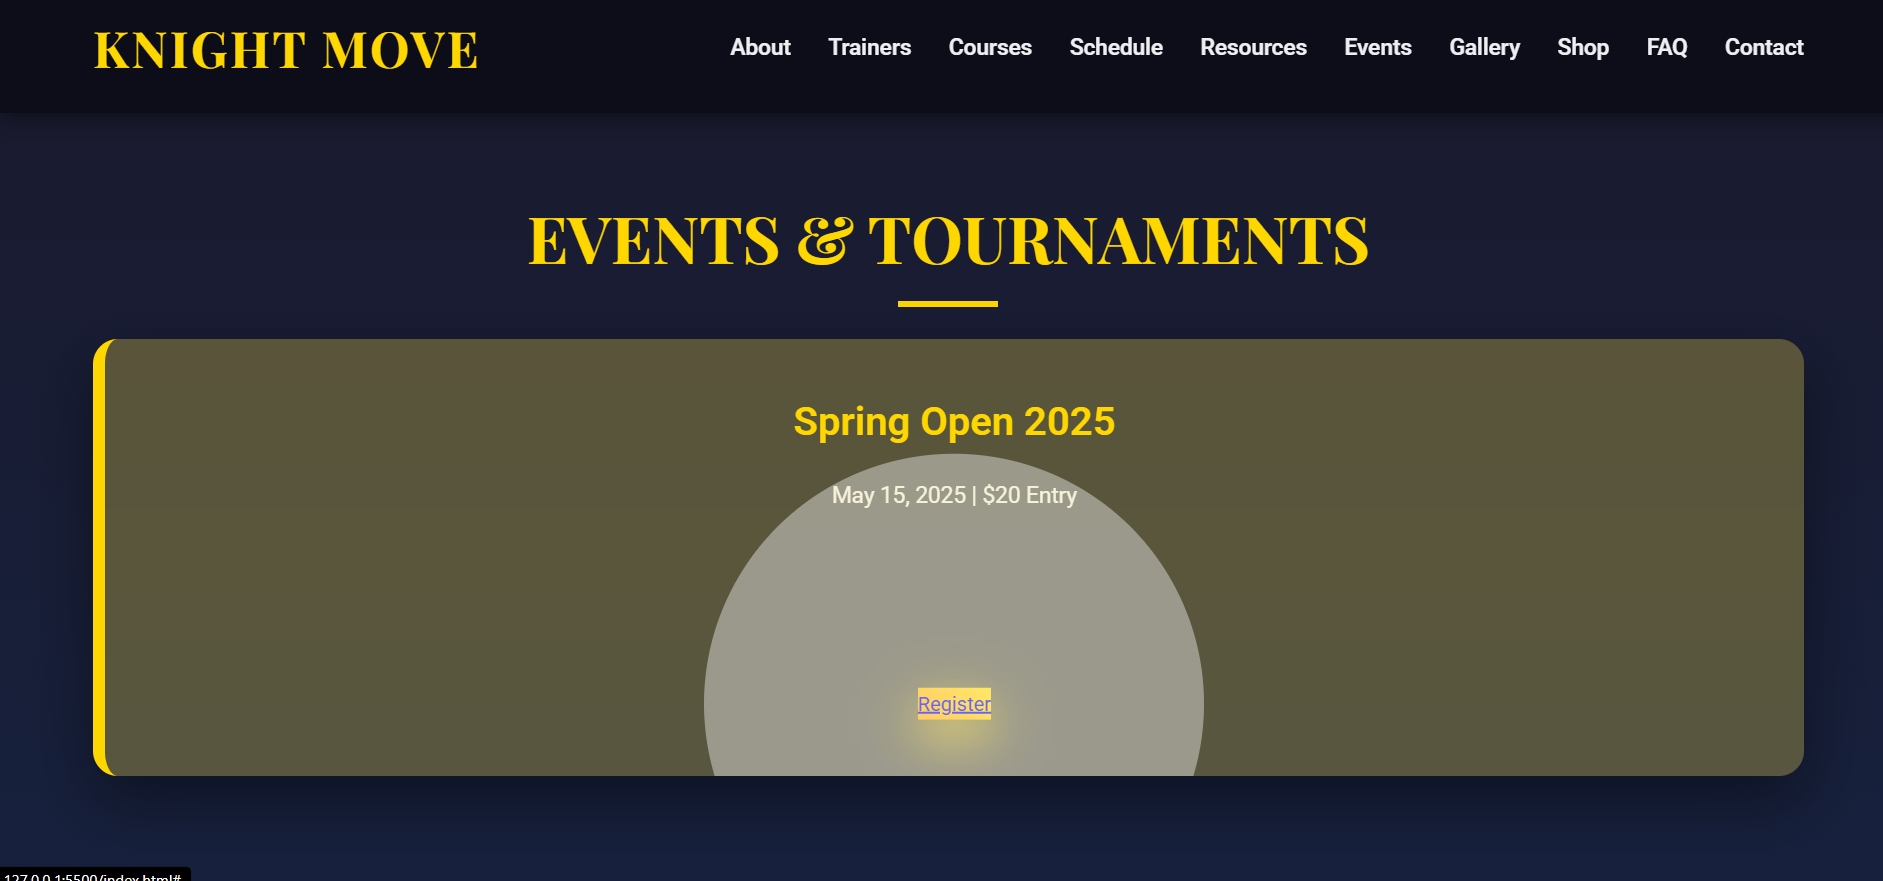 KNIGHT MOVE
About Trainers Courses Schedule Resources Events Gallery Shop FAQ Contact
EVENTS & TOURNAMENTS
Spring Open 2025
May 15, 2025 | $20 Entry
Register
127.0.0.1:5500/index.html#